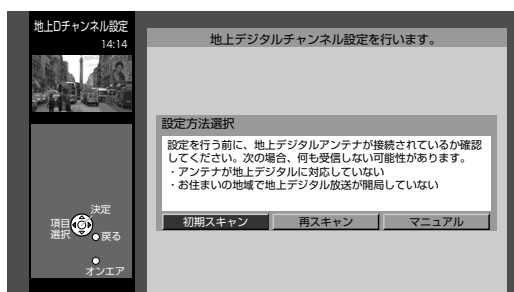 地上Dチャンネル設定
14:14
地上デジタルチャンネル設定を行います。
設定方法選択
設定を行う前に、地上デジタルアンテナが接続されているか確認
してください。次の場合、何も受信しない可能性があります。
・アンテナが地上デジタルに対応していない
・お住まいの地域で地上デジタル放送が開局していない
初期スキャン 再スキャン マニュアル
決定
項目
選択
戻る
オンエア